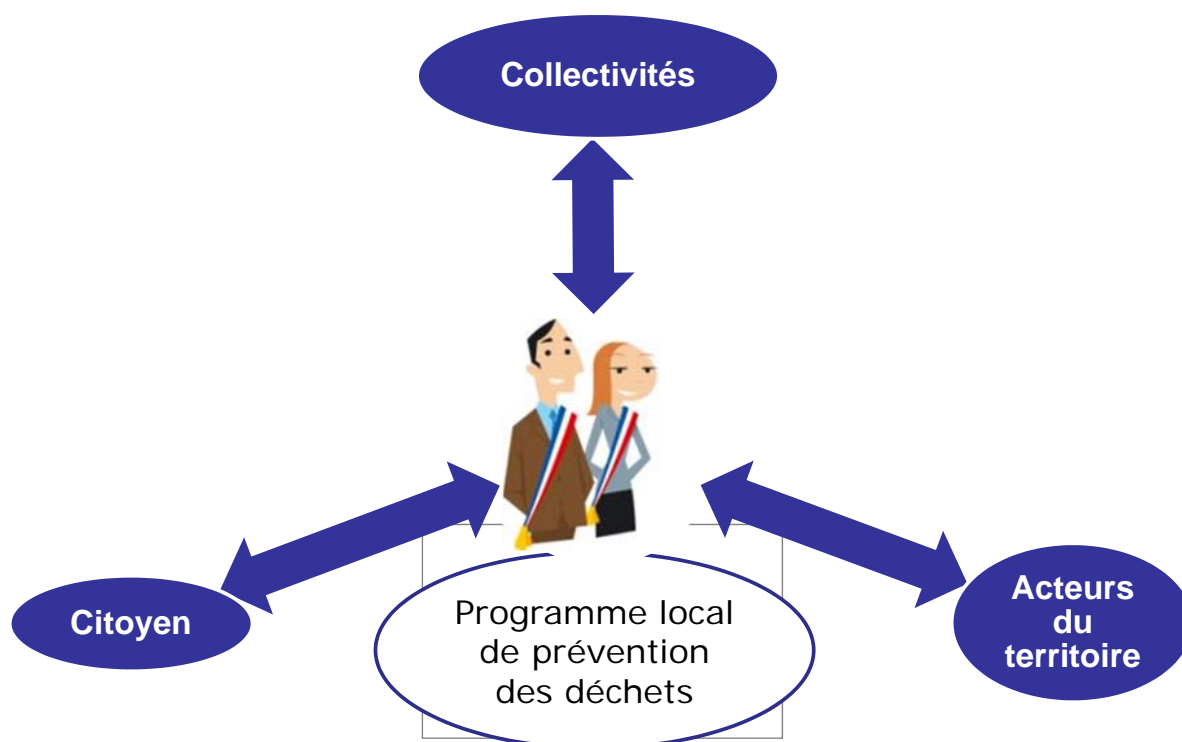 Collectivités
Citoyen
Programme local
de prévention
des déchets
Acteurs
du
territoire